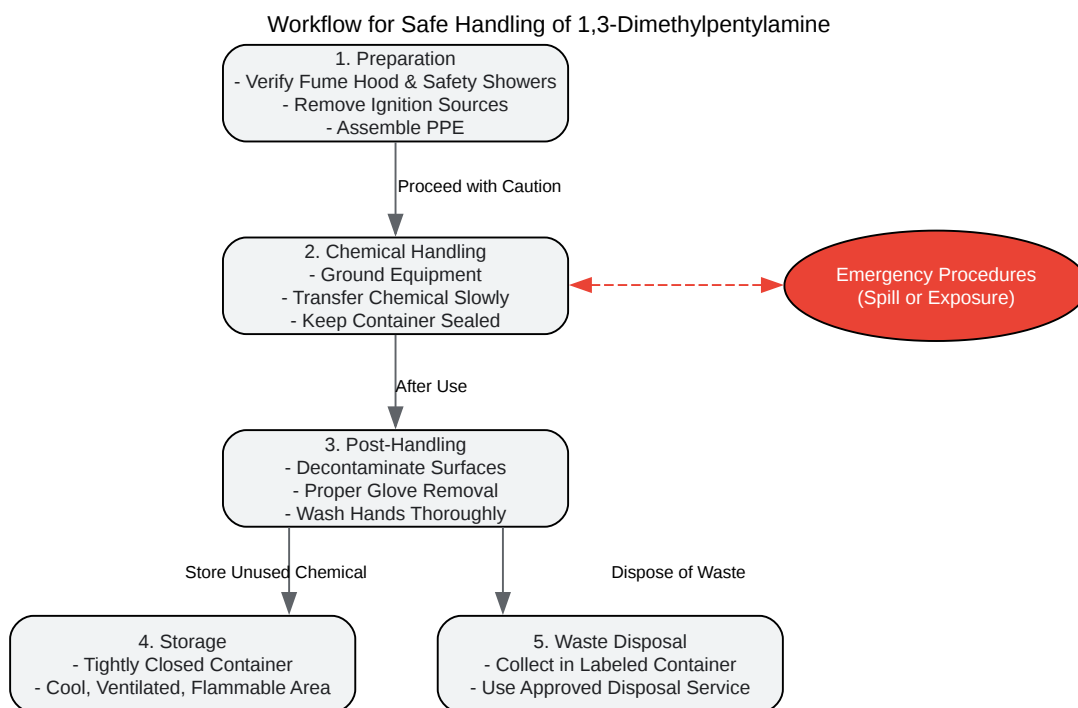 Workflow for Safe Handling of 1,3-Dimethylpentylamine
1. Preparation
- Verify Fume Hood & Safety Showers
- Remove Ignition Sources
- Assemble PPE
Proceed with Caution
2. Chemical Handling
- Ground Equipment
- Transfer Chemical Slowly
- Keep Container Sealed
Emergency Procedures
(Spill or Exposure)
After Use
3. Post-Handling
- Decontaminate Surfaces
- Proper Glove Removal
- Wash Hands Thoroughly
Store Unused Chemical
Dispose of Waste
4. Storage
- Tightly Closed Container
- Cool, Ventilated, Flammable Area
5. Waste Disposal
- Collect in Labeled Container
- Use Approved Disposal Service